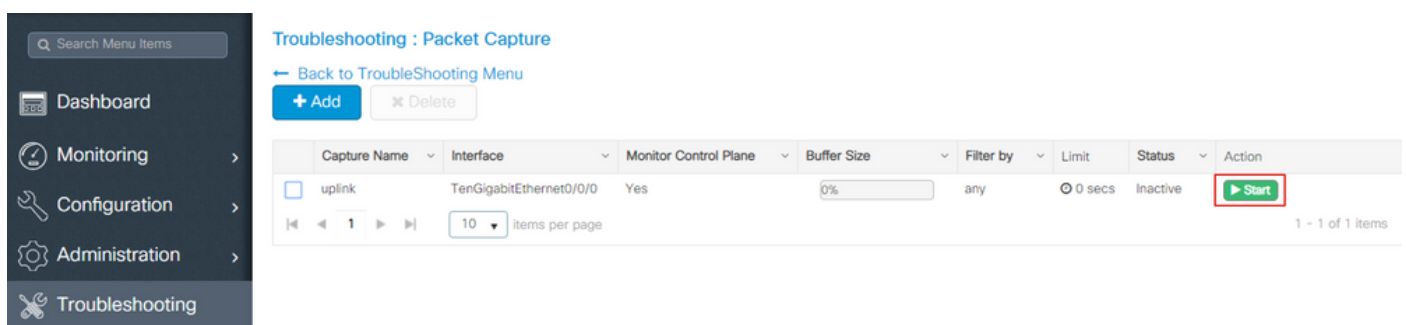 Search Menu Items
Dashboard
Monitoring
Configuration
Administration
Troubleshooting
Troubleshooting : Packet Capture
← Back to TroubleShooting Menu
+ Add
✖ Delete
Capture Name Interface Monitor Control Plane Buffer Size Filter by Limit Status Action
uplink TenGigabitEthernet0/0/0 Yes 0% any 0 secs Inactive Start
1 10 items per page 1 - 1 of 1 items